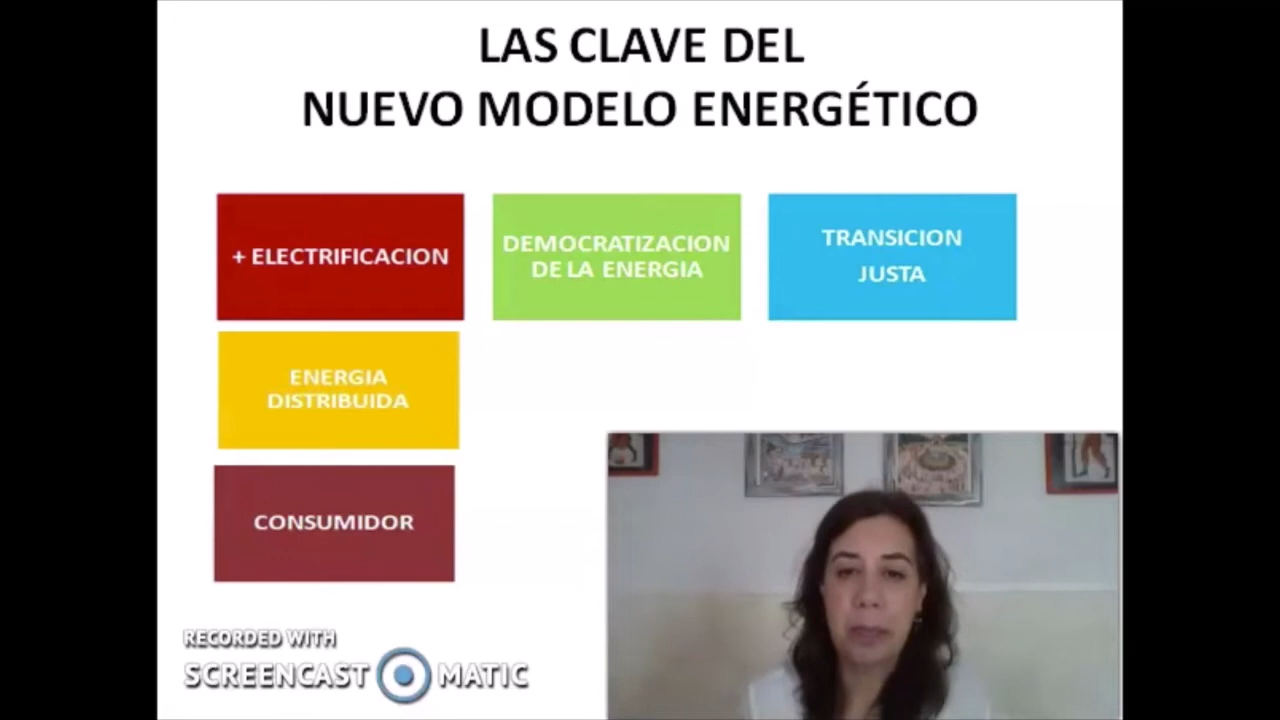 LAS CLAVE DEL
NUEVO MODELO ENERGÉTICO
+ ELECTRIFICACION
DEMOCRATIZACION
DE LA ENERGIA
TRANSICION
JUSTA
ENERGIA
DISTRIBUIDA
CONSUMIDOR
RECORDED WITH
SCREENCAST MATIC